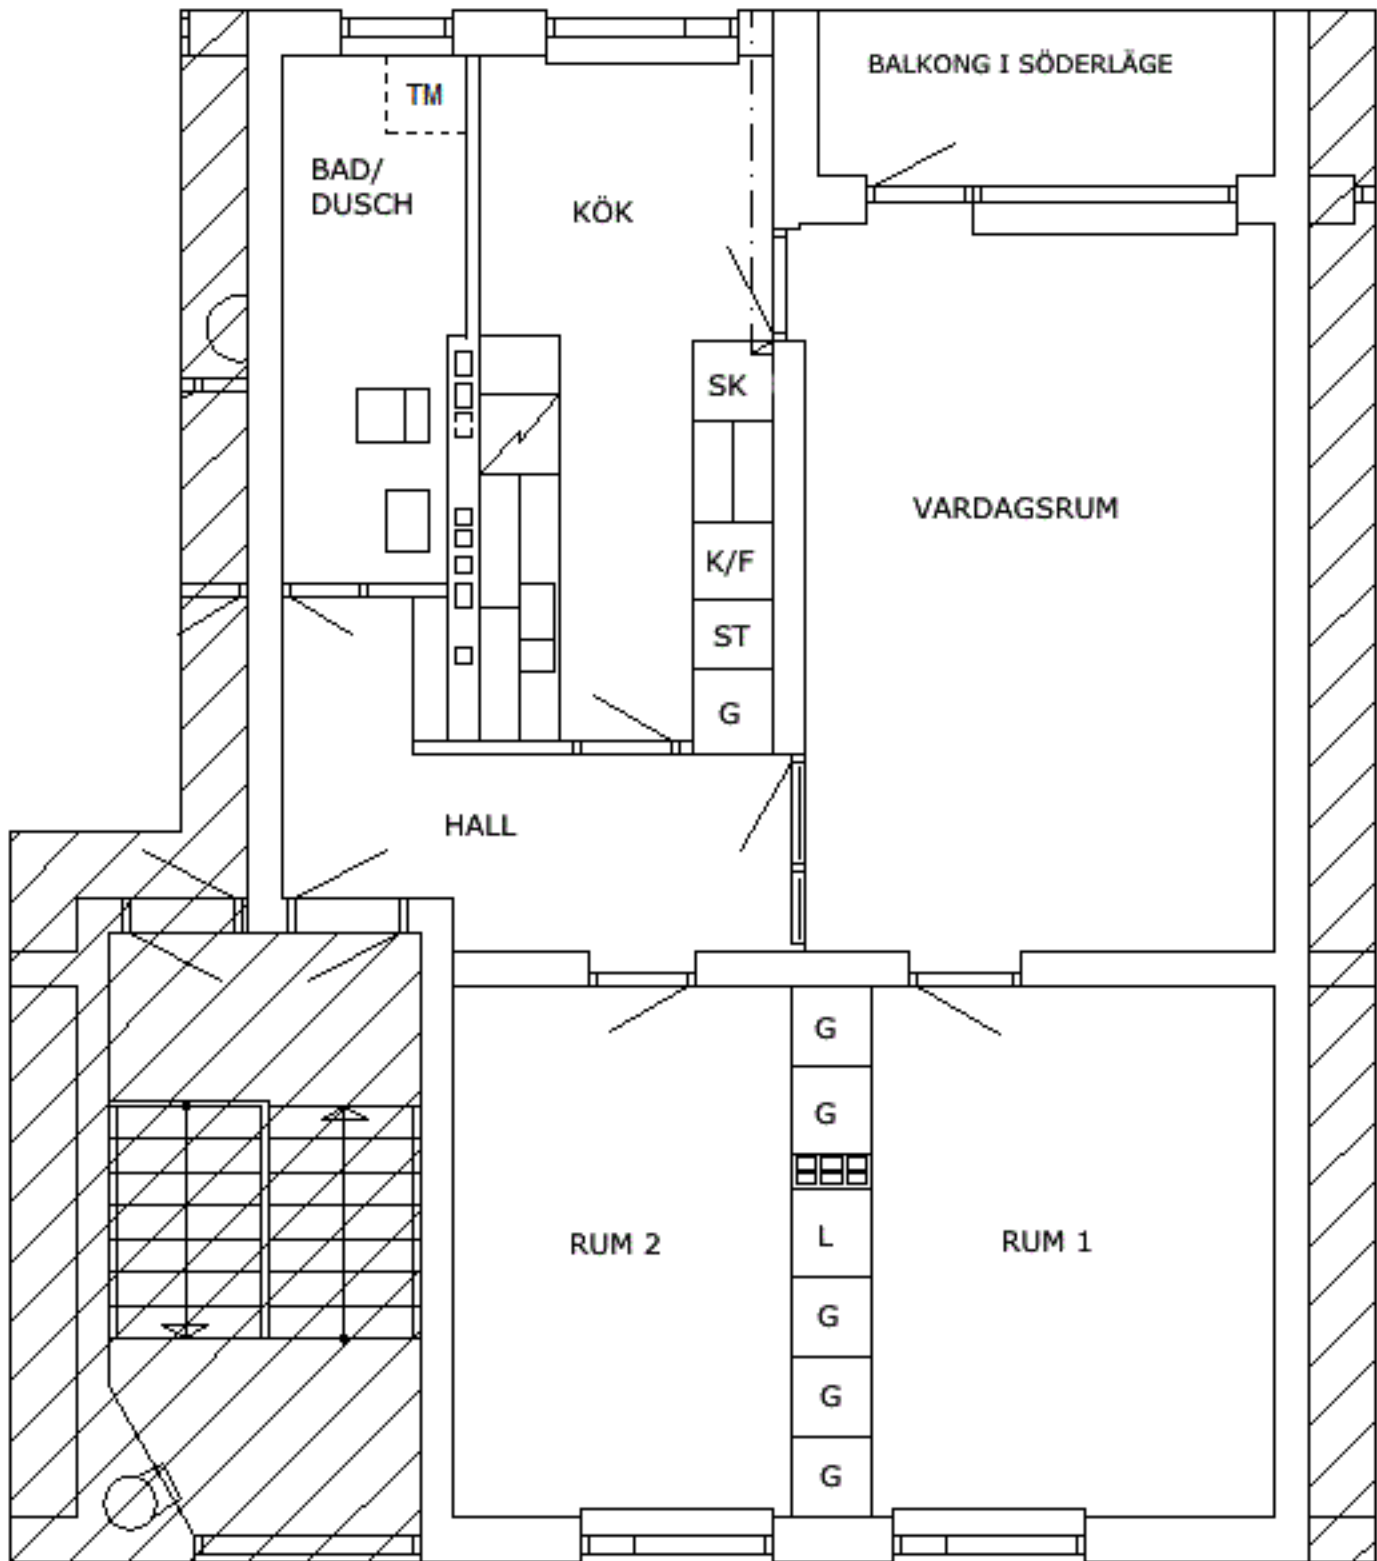 BALKONG I SÖDERLÄGE
TM
BAD/
DUSCH
KÖK
SK
VARDAGSRUM
K/F
ST
G
HALL
G
G
RUM 2
L
RUM 1
G
G
G